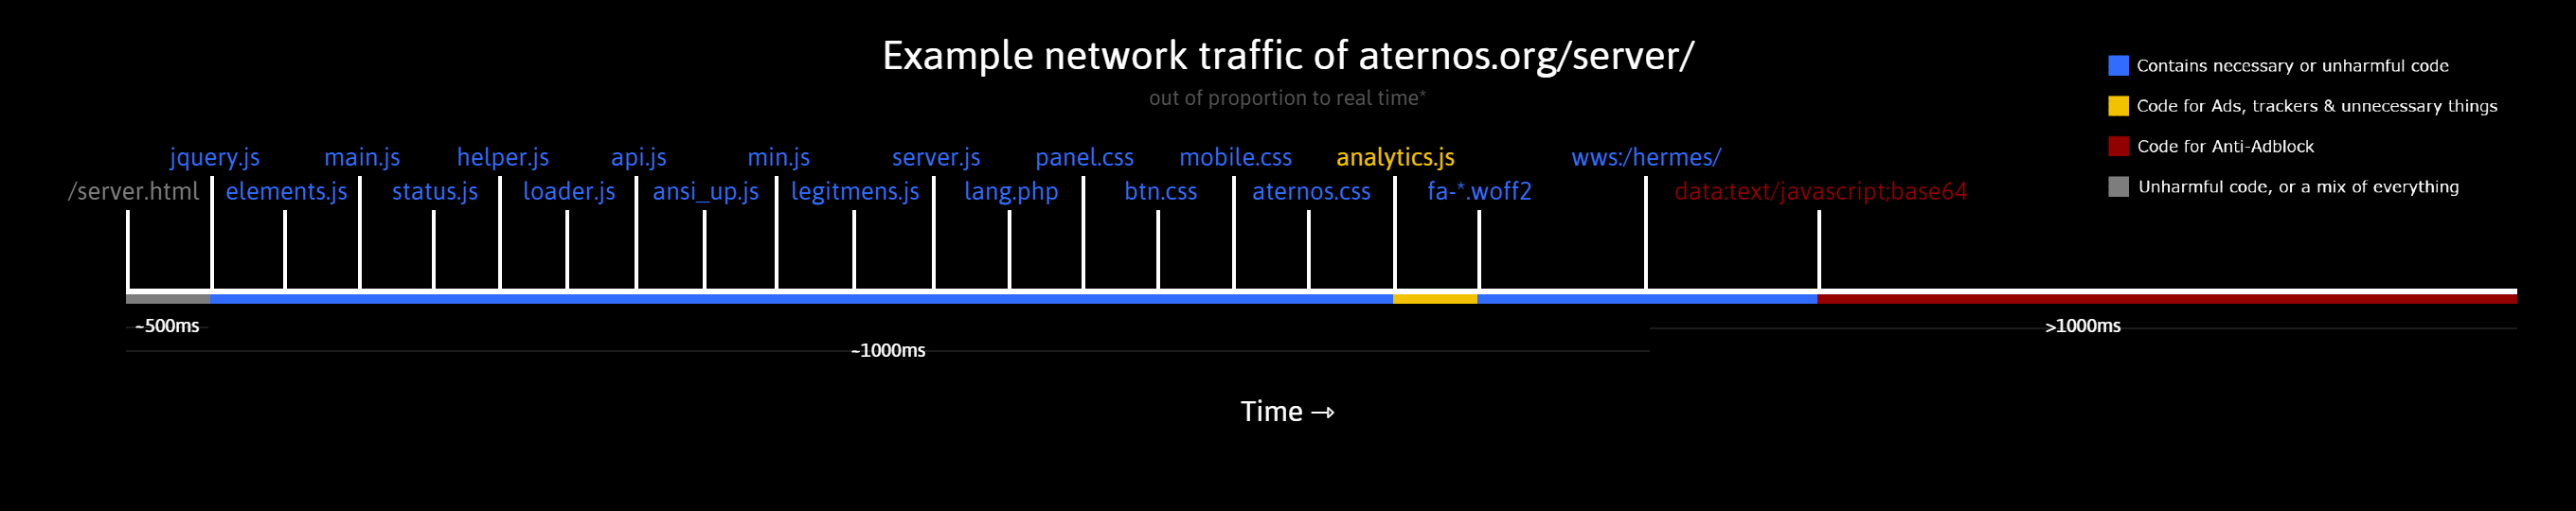 Example network traffic of aternos.org/server/
out of proportion to real time*
Contains necessary or unharmful code
Code for Ads, trackers & unnecessary things
Code for Anti-Adblock
Unharmful code, or a mix of everything
jquery.js main.js helper.js api.js min.js server.js panel.css mobile.css analytics.js wws:/hermes/
/server.html elements.js status.js loader.js ansi_up.js legitmens.js lang.php btn.css aternos.css fa-*.woff2 data:text/javascript;base64
~500ms >1000ms
~1000ms
Time →